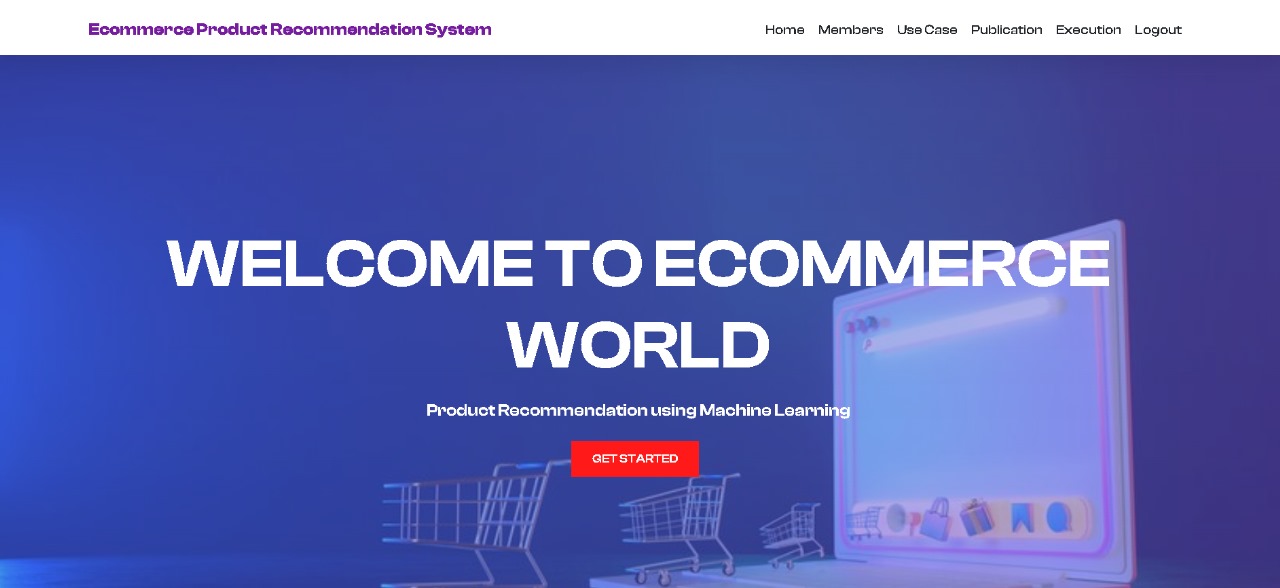 Ecommerce Product Recommendation System
Home Members Use Case Publication Execution Logout
WELCOME TO ECOMMERCE
WORLD
Product Recommendation using Machine Learning
GET STARTED